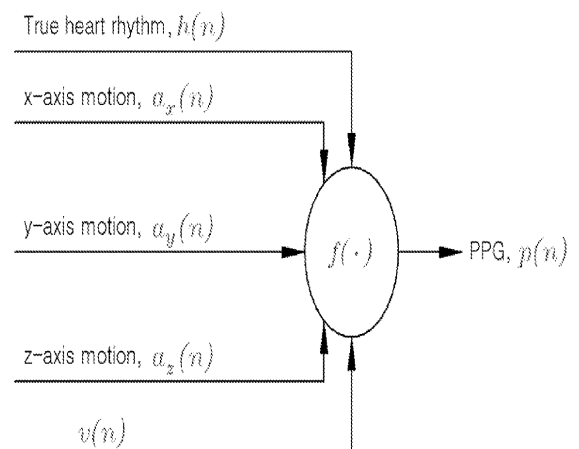 True heart rhythm, h(n)
x-axis motion, a_x(n)
y-axis motion, a_y(n)
f(·)
PPG, p(n)
z-axis motion, a_z(n)
v(n)